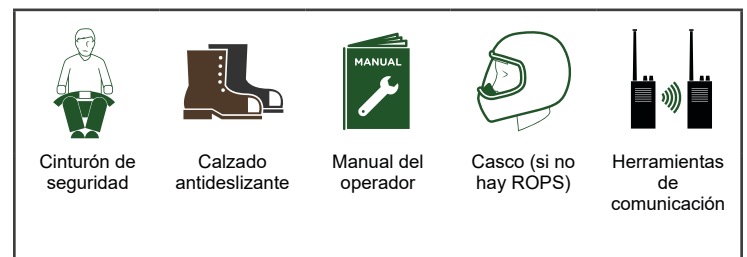 MANUAL
Cinturón de
seguridad
Calzado
antideslizante
Manual del
operador
Casco (si no
hay ROPS)
Herramientas
de
comunicación